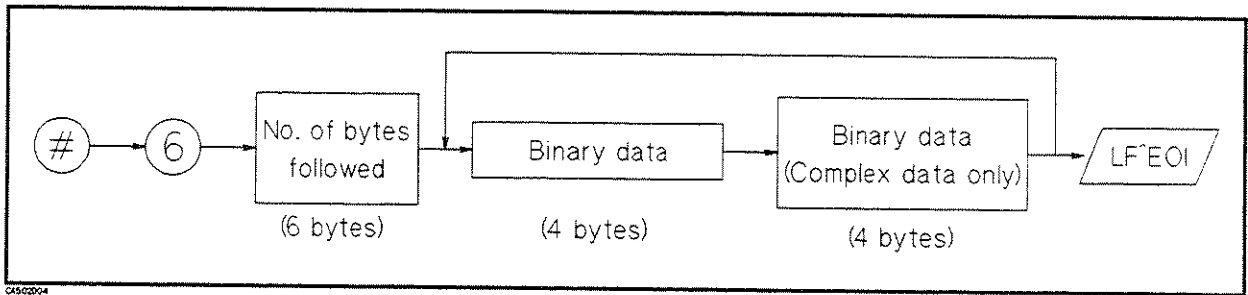 #
6
No. of bytes
followed
(6 bytes)
Binary data
(4 bytes)
Binary data
(Complex data only)
(4 bytes)
LF^EOI